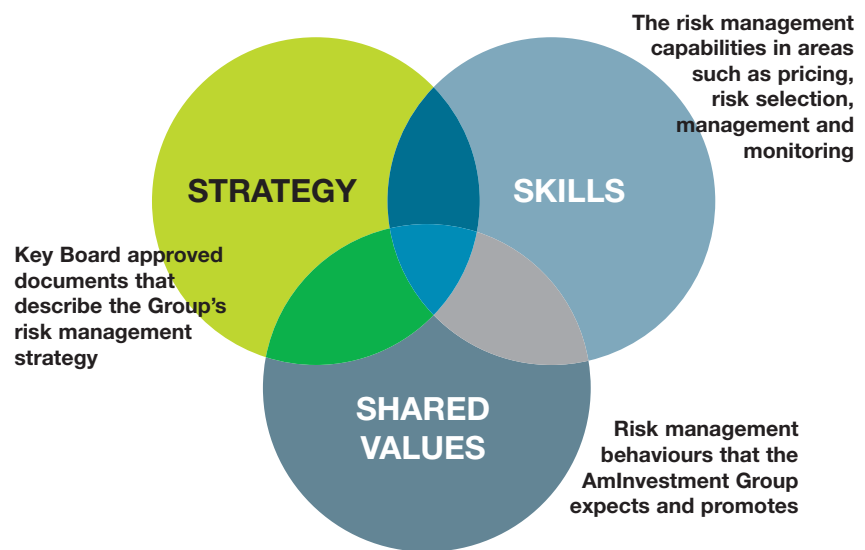 The risk management
capabilities in areas
such as pricing,
risk selection,
management and
monitoring
STRATEGY
SKILLS
Key Board approved
documents that
describe the Group’s
risk management
strategy
SHARED
VALUES
Risk management
behaviours that the
AmInvestment Group
expects and promotes